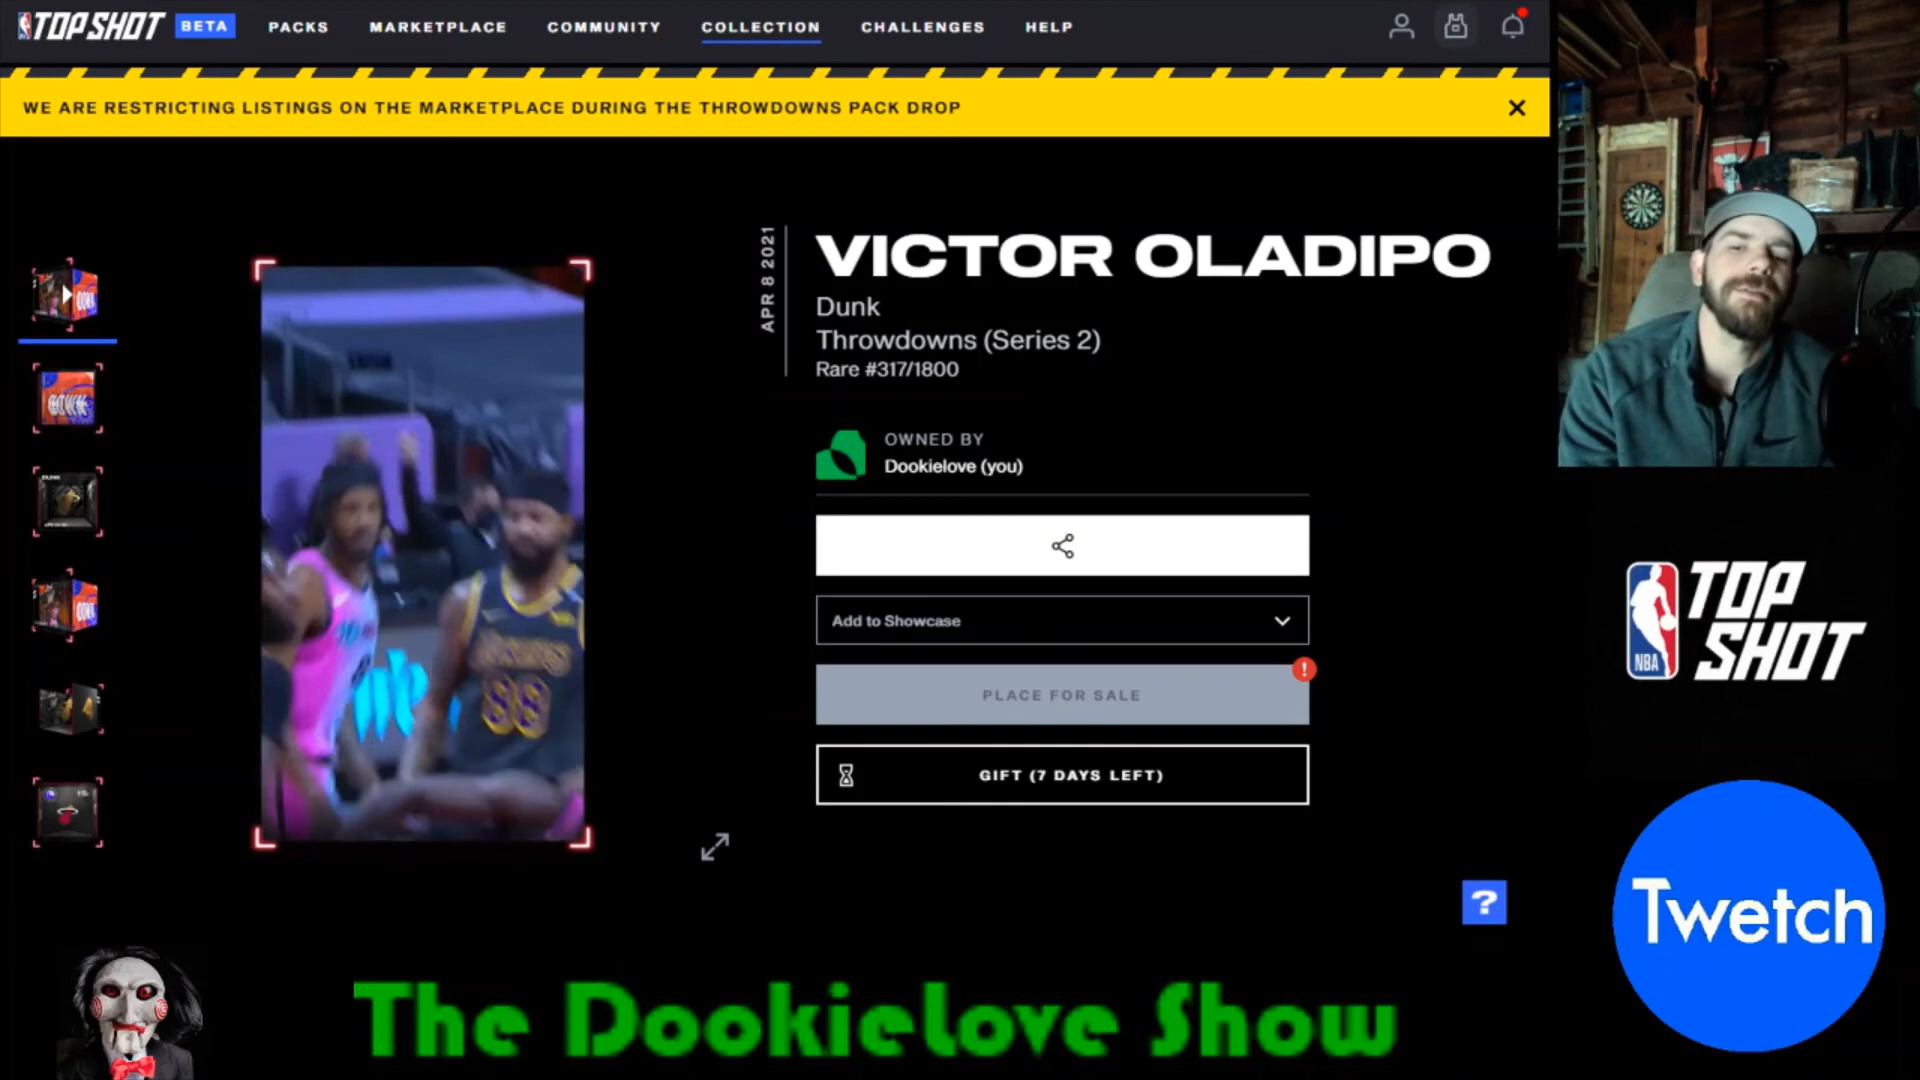 TOP SHOT BETA PACKS MARKETPLACE COMMUNITY COLLECTION CHALLENGES HELP
WE ARE RESTRICTING LISTINGS ON THE MARKETPLACE DURING THE THROWDOWNS PACK DROP
APR 8 2021
VICTOR OLADIPO
Dunk
Throwdowns (Series 2)
Rare #317/1800
OWNED BY
Dookielove (you)
Add to Showcase
PLACE FOR SALE
!
GIFT (7 DAYS LEFT)
?
88
NBA
TOP
SHOT
Twetch
The DookieLove Show